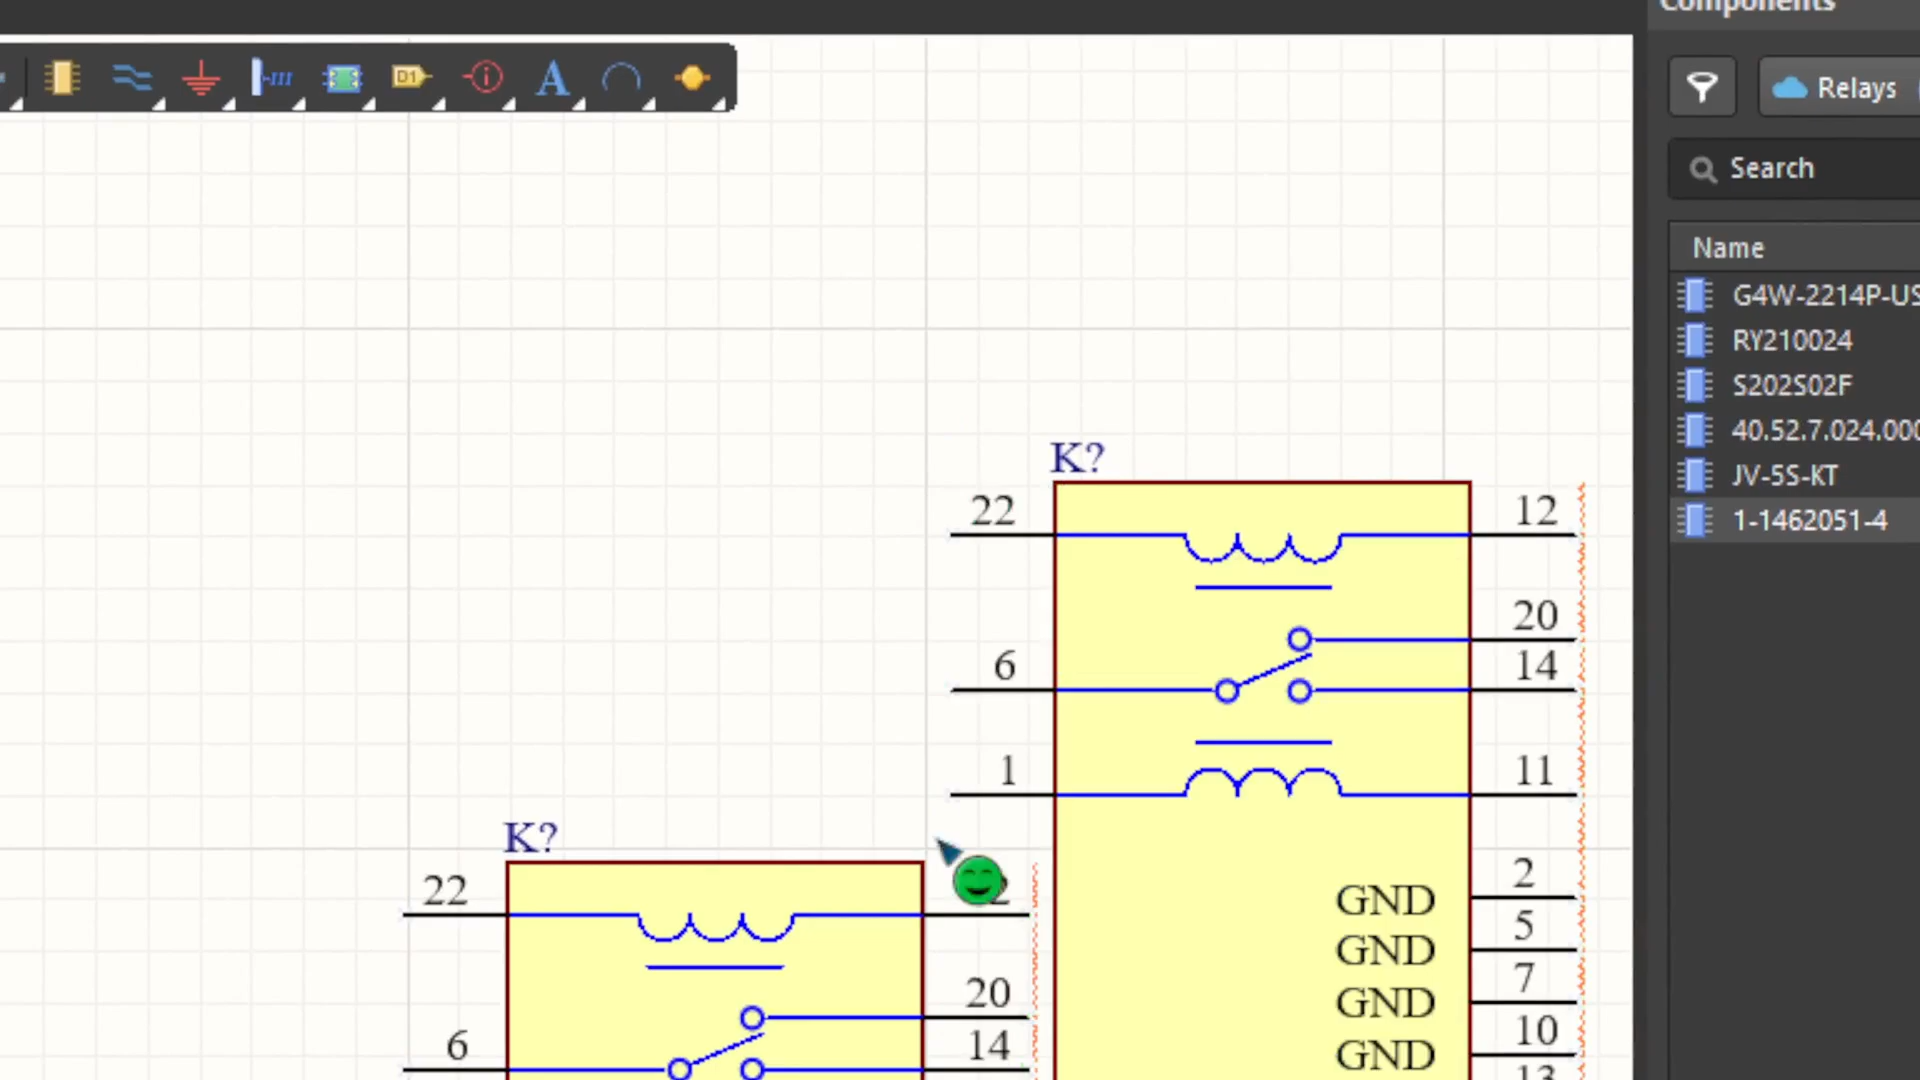 Components
D1
A
Relays
Search
Name
G4W-2214P-US
RY210024
S202S02F
40.52.7.024.000
JV-5S-KT
1-1462051-4
K?
22
12
20
6
14
1
11
2
GND
5
GND
7
GND
10
GND
13
K?
22
20
6
14